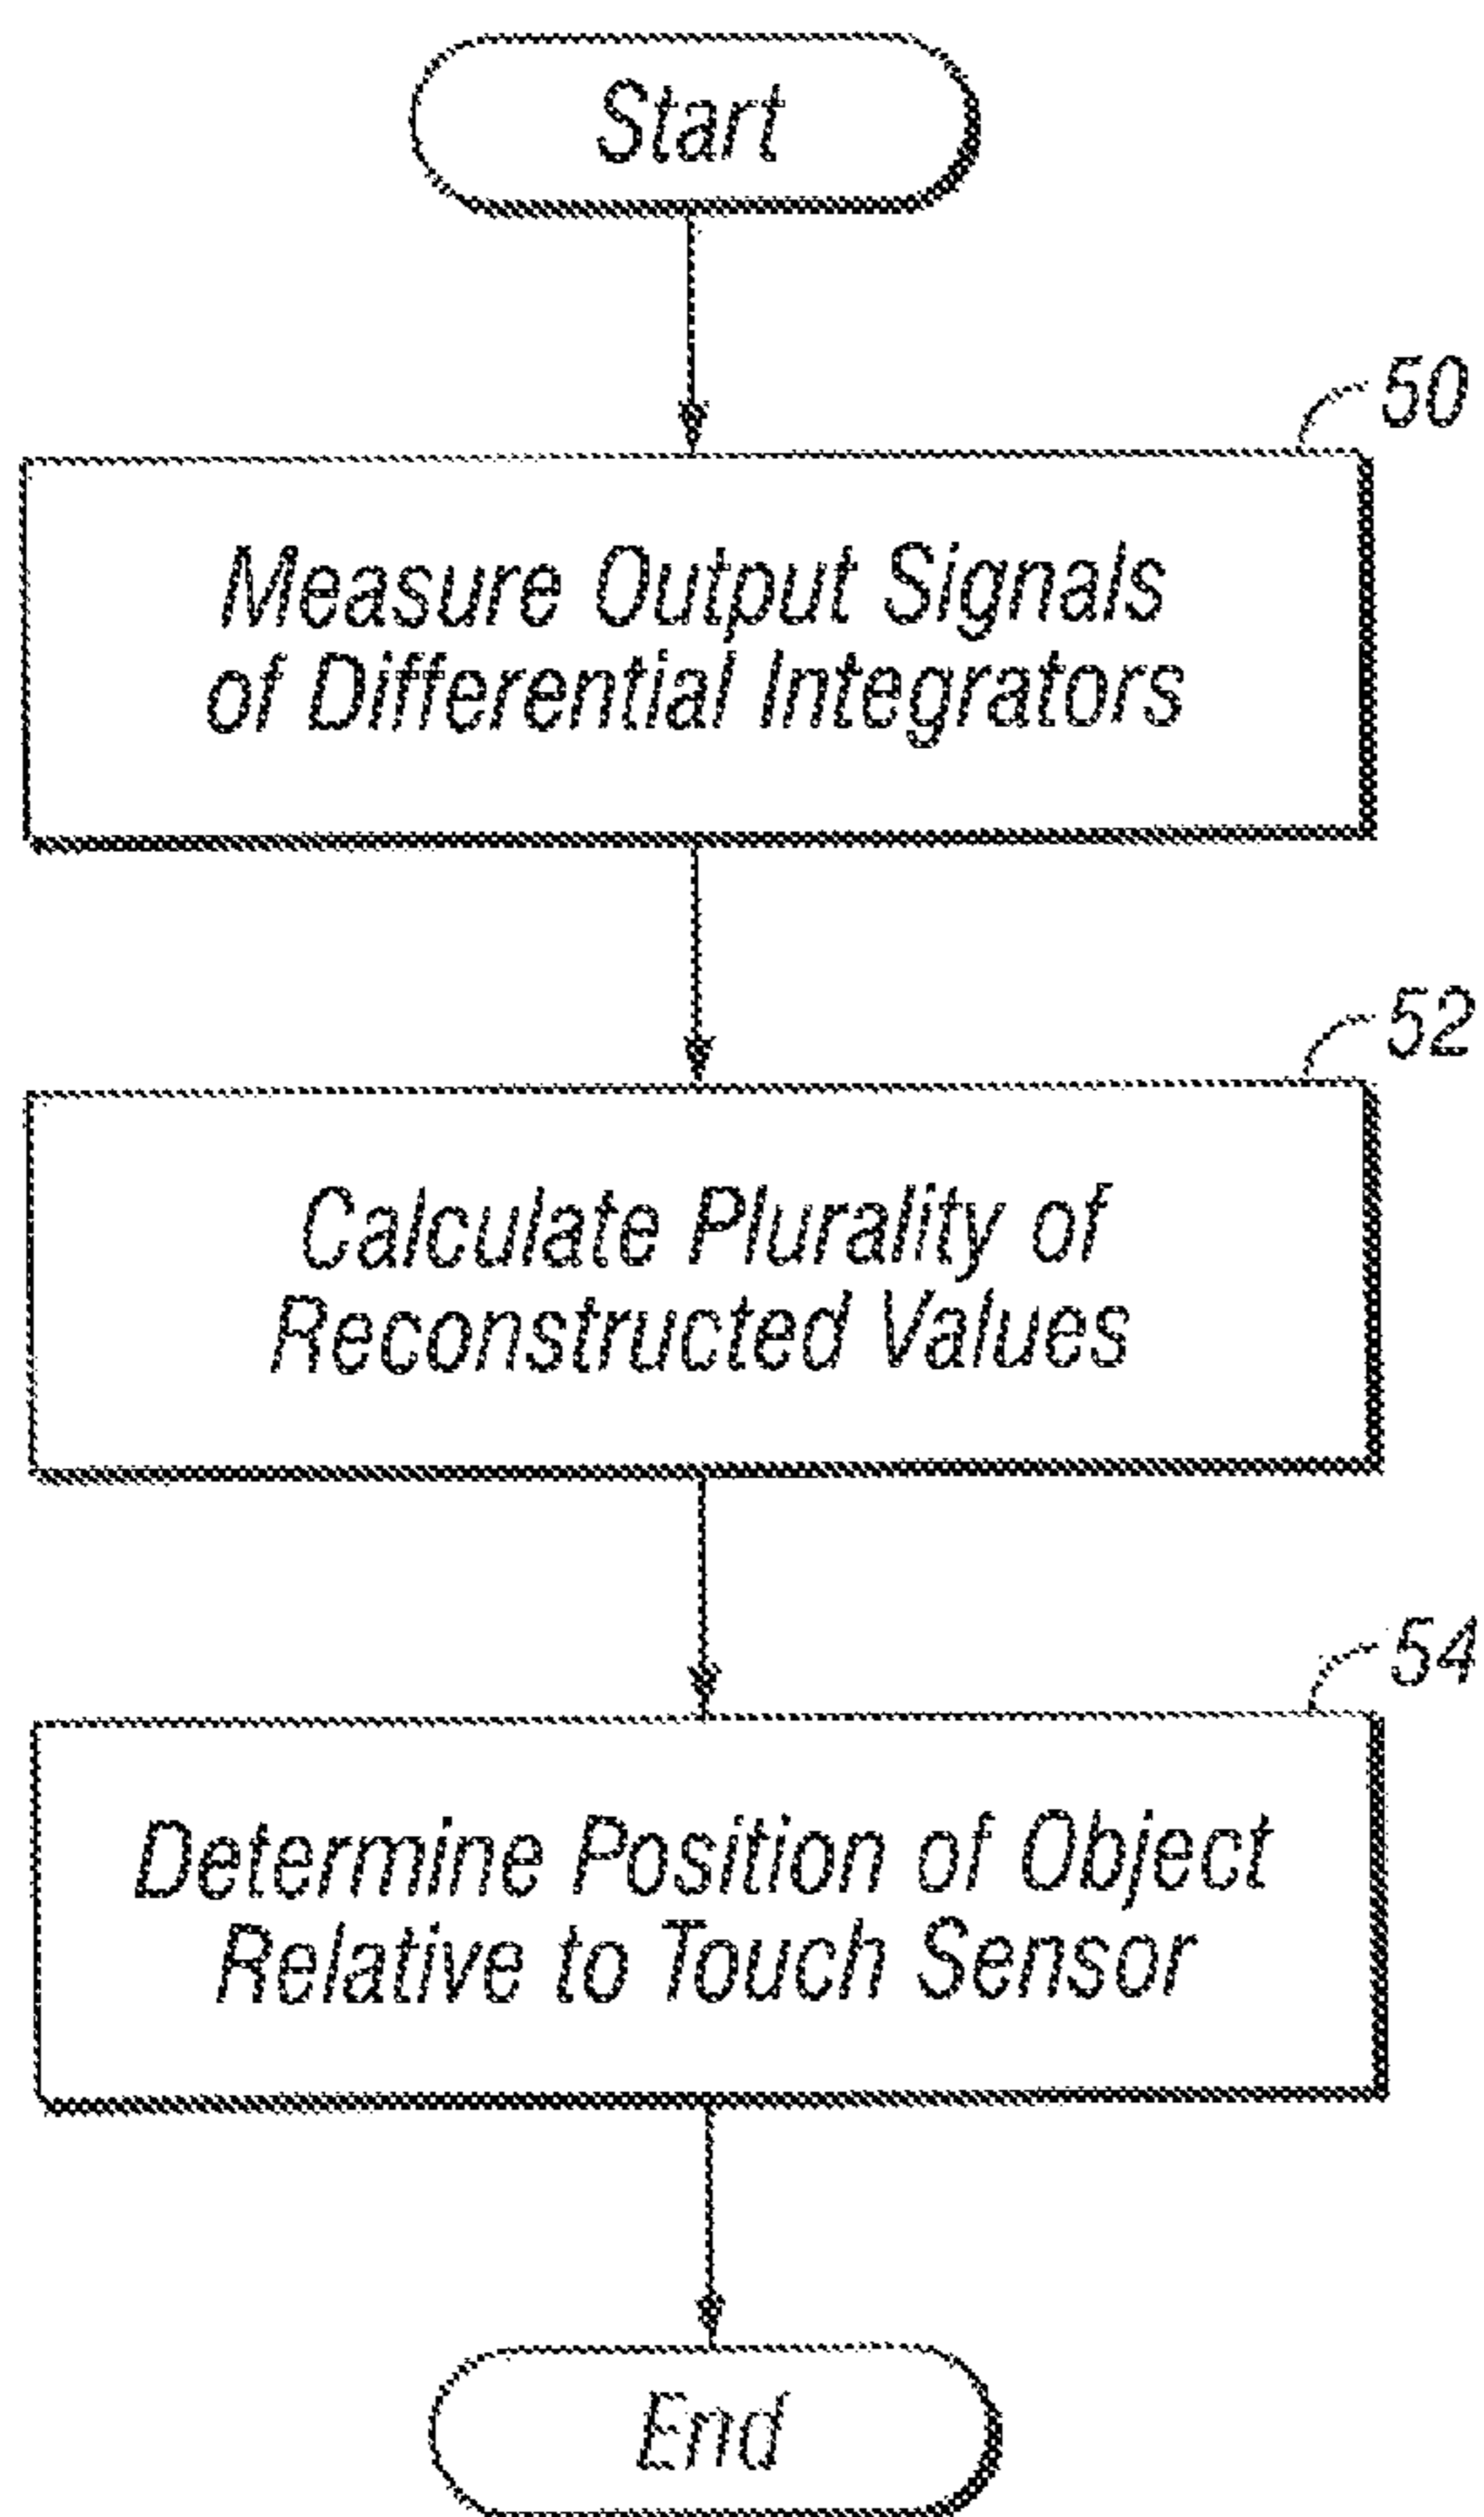 Start
50
Measure Output Signals
of Differential Integrators
52
Calculate Plurality of
Reconstructed Values
54
Determine Position of Object
Relative to Touch Sensor
End